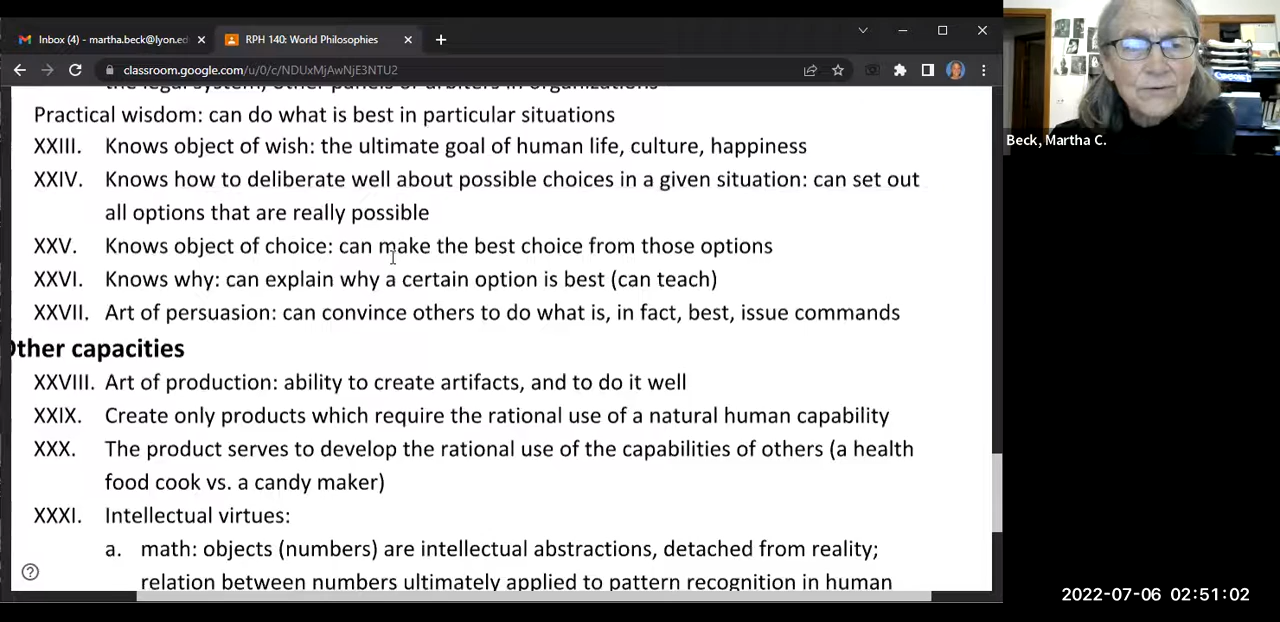 Inbox (4) - martha.beck@lyon.ed
RPH 140: World Philosophies
classroom.google.com/u/0/c/NDUxMjAwNjE3NTU2
the legal system, other panels of arbiters in organizations
Practical wisdom: can do what is best in particular situations
XXIII. Knows object of wish: the ultimate goal of human life, culture, happiness
XXIV. Knows how to deliberate well about possible choices in a given situation: can set out
all options that are really possible
XXV. Knows object of choice: can make the best choice from those options
XXVI. Knows why: can explain why a certain option is best (can teach)
XXVII. Art of persuasion: can convince others to do what is, in fact, best, issue commands
Other capacities
XXVIII. Art of production: ability to create artifacts, and to do it well
XXIX. Create only products which require the rational use of a natural human capability
XXX. The product serves to develop the rational use of the capabilities of others (a health
food cook vs. a candy maker)
XXXI. Intellectual virtues:
a. math: objects (numbers) are intellectual abstractions, detached from reality;
relation between numbers ultimately applied to pattern recognition in human
Beck, Martha C.
2022-07-06 02:51:02